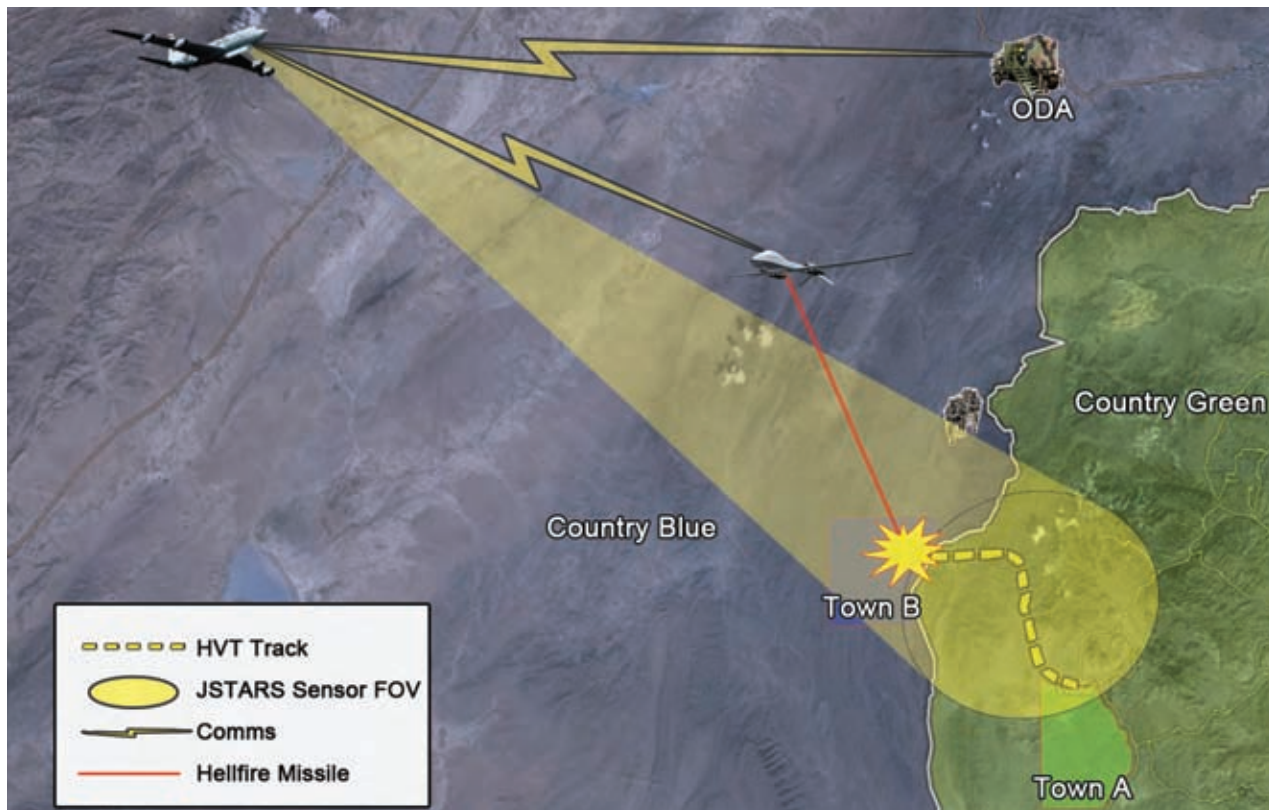 ODA
Country Green
Country Blue
Town B
HVT Track
JSTARS Sensor FOV
Comms
Hellfire Missile
Town A